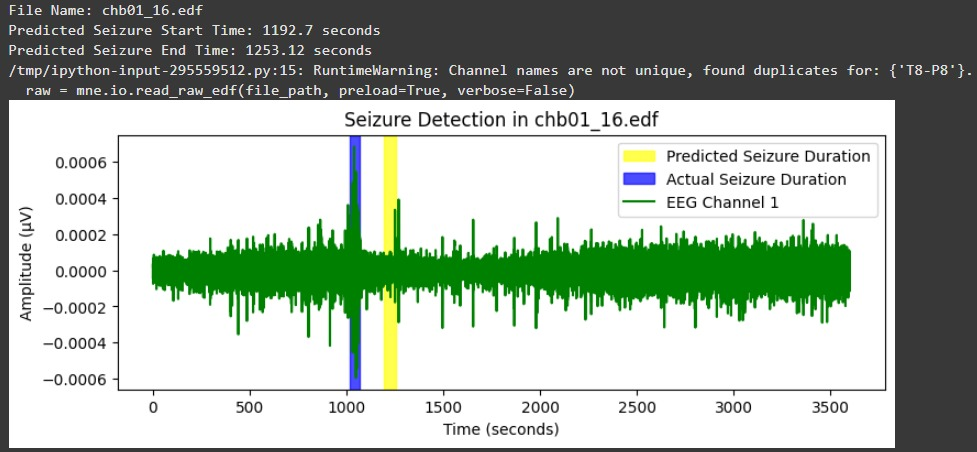 File Name: chb01_16.edf
Predicted Seizure Start Time: 1192.7 seconds
Predicted Seizure End Time: 1253.12 seconds
/tmp/ipython-input-295559512.py:15: RuntimeWarning: Channel names are not unique, found duplicates for: {'T8-P8'}.
raw = mne.io.read_raw_edf(file_path, preload=True, verbose=False)
Seizure Detection in chb01_16.edf
Predicted Seizure Duration
Actual Seizure Duration
EEG Channel 1
Amplitude (µV)
0.0006
0.0004
0.0002
0.0000
−0.0002
−0.0004
−0.0006
0 500 1000 1500 2000 2500 3000 3500
Time (seconds)